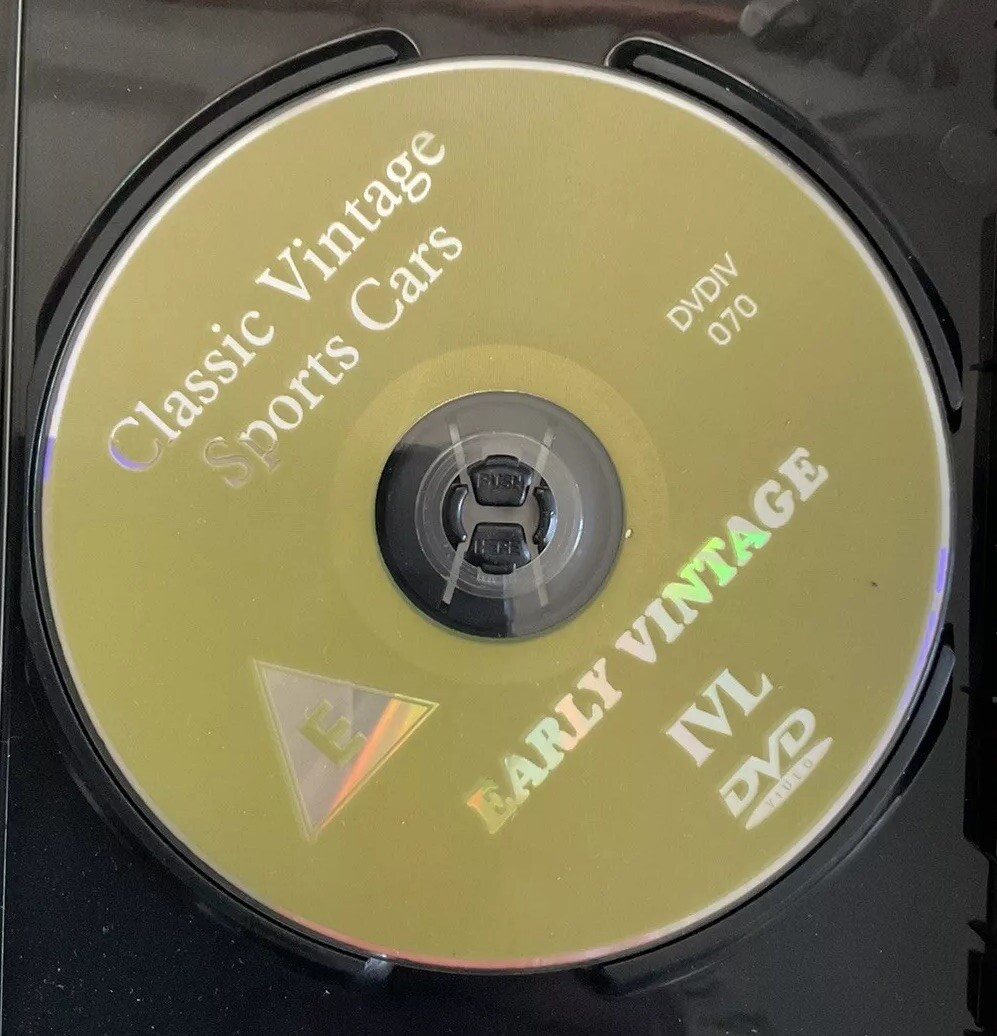 Classic Vintage
Sports Cars
DVDIV
070
PUSH
HERE
E
EARLY VINTAGE
IVL
DVD
VIDEO